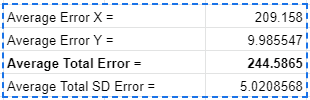 Average Error X = 209.158
Average Error Y = 9.985547
Average Total Error = 244.5865
Average Total SD Error = 5.0208568